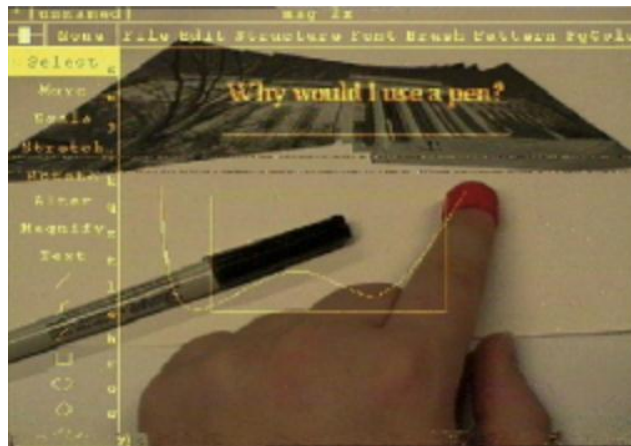 [unnamed] mag 1x
None File Edit Structure Font Brush Pattern FgColo
Select
Move
Scale
Stretch
Rotate
Alter
Magnify
Text
Why would I use a pen?